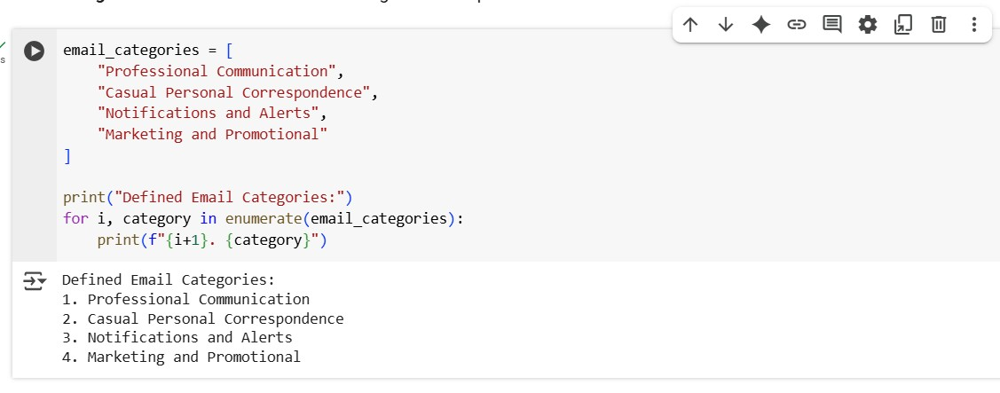 email_categories = [
    "Professional Communication",
    "Casual Personal Correspondence",
    "Notifications and Alerts",
    "Marketing and Promotional"
]
print("Defined Email Categories:")
for i, category in enumerate(email_categories):
    print(f"{i+1}. {category}")
s
Defined Email Categories:
1. Professional Communication
2. Casual Personal Correspondence
3. Notifications and Alerts
4. Marketing and Promotional